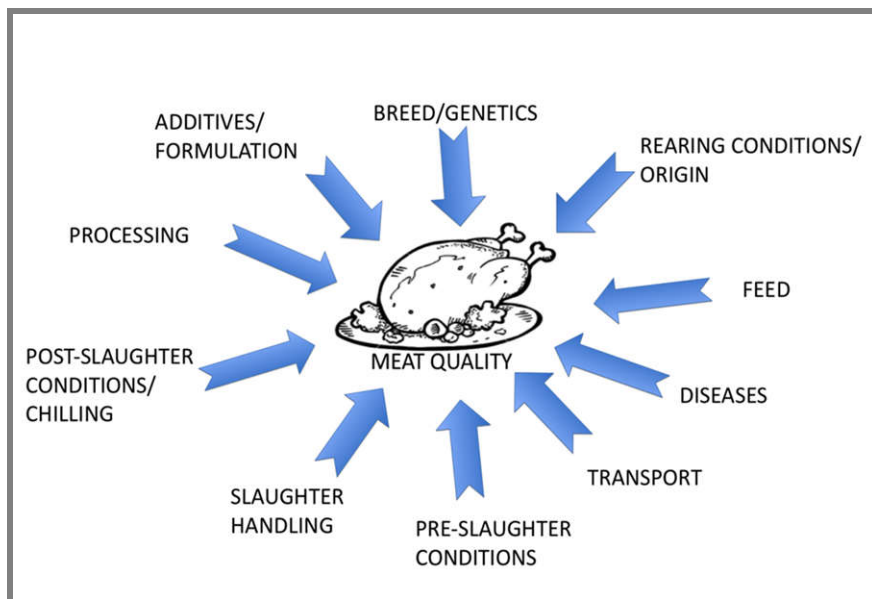 BREED/GENETICS
REARING CONDITIONS/
ORIGIN
FEED
DISEASES
TRANSPORT
PRE-SLAUGHTER
CONDITIONS
SLAUGHTER
HANDLING
POST-SLAUGHTER
CONDITIONS/
CHILLING
PROCESSING
ADDITIVES/
FORMULATION
MEAT QUALITY